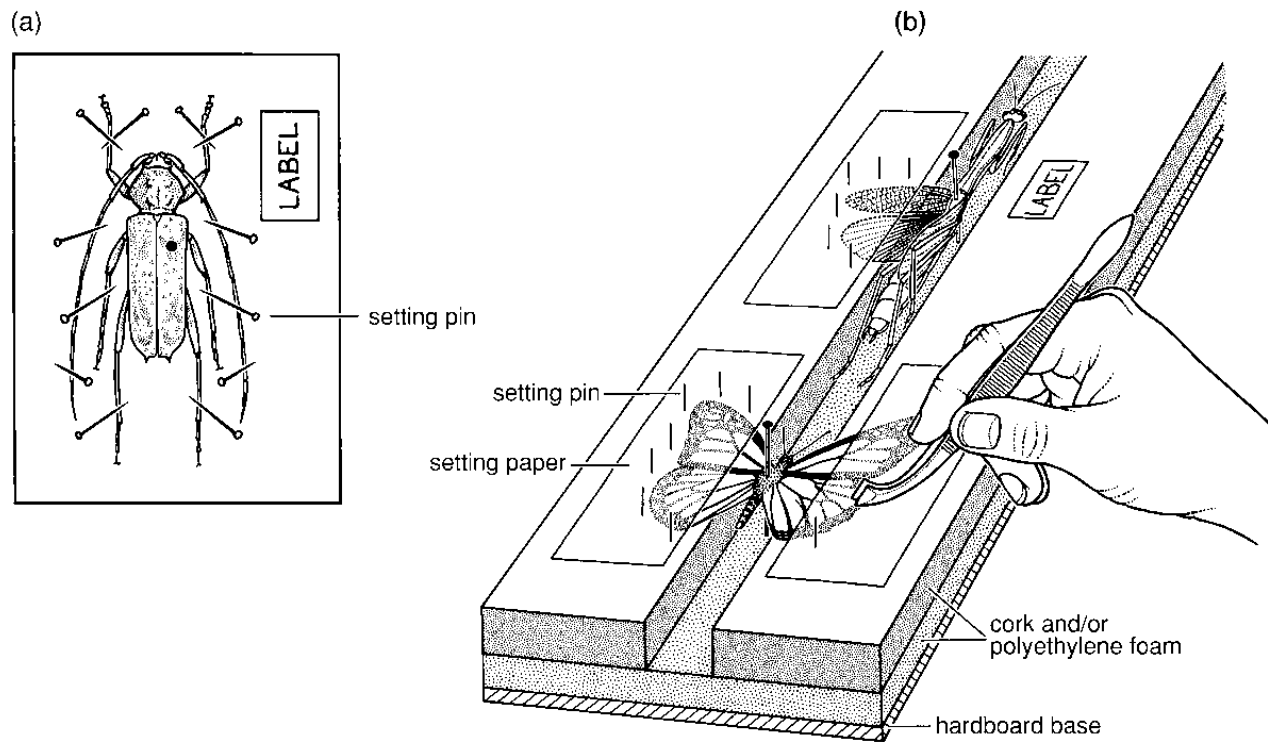 (a)
LABEL
setting pin
(b)
LABEL
setting pin
setting paper
cork and/or
polyethylene foam
hardboard base